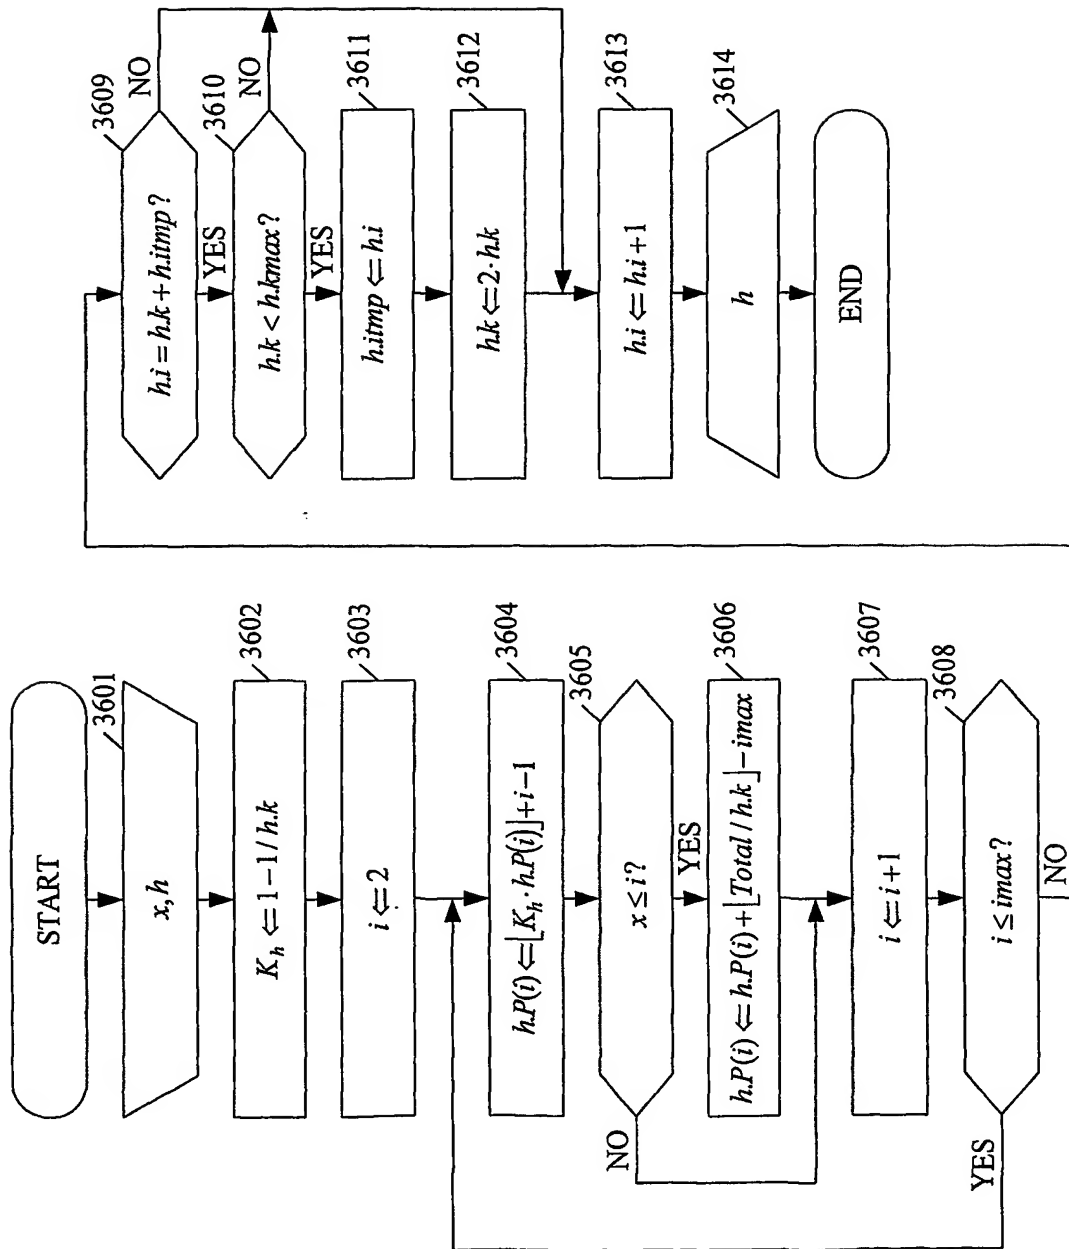 START
3601
x, h
3602
K_h ⇐ 1−1/h.k
3603
i ⇐ 2
3604
h.P(i) ⇐ ⌊K_h · h.P(i)⌋ + i − 1
3605
x ≤ i?
NO
YES
3606
h.P(i) ⇐ h.P(i) + ⌊Total / h.k⌋ − imax
3607
i ⇐ i + 1
3608
i ≤ imax?
YES
NO
3609
h.i = h.k + h.itmp?
NO
YES
3610
h.k < h.kmax?
NO
YES
3611
h.itmp ⇐ h.i
3612
h.k ⇐ 2 · h.k
3613
h.i ⇐ h.i + 1
3614
h
END